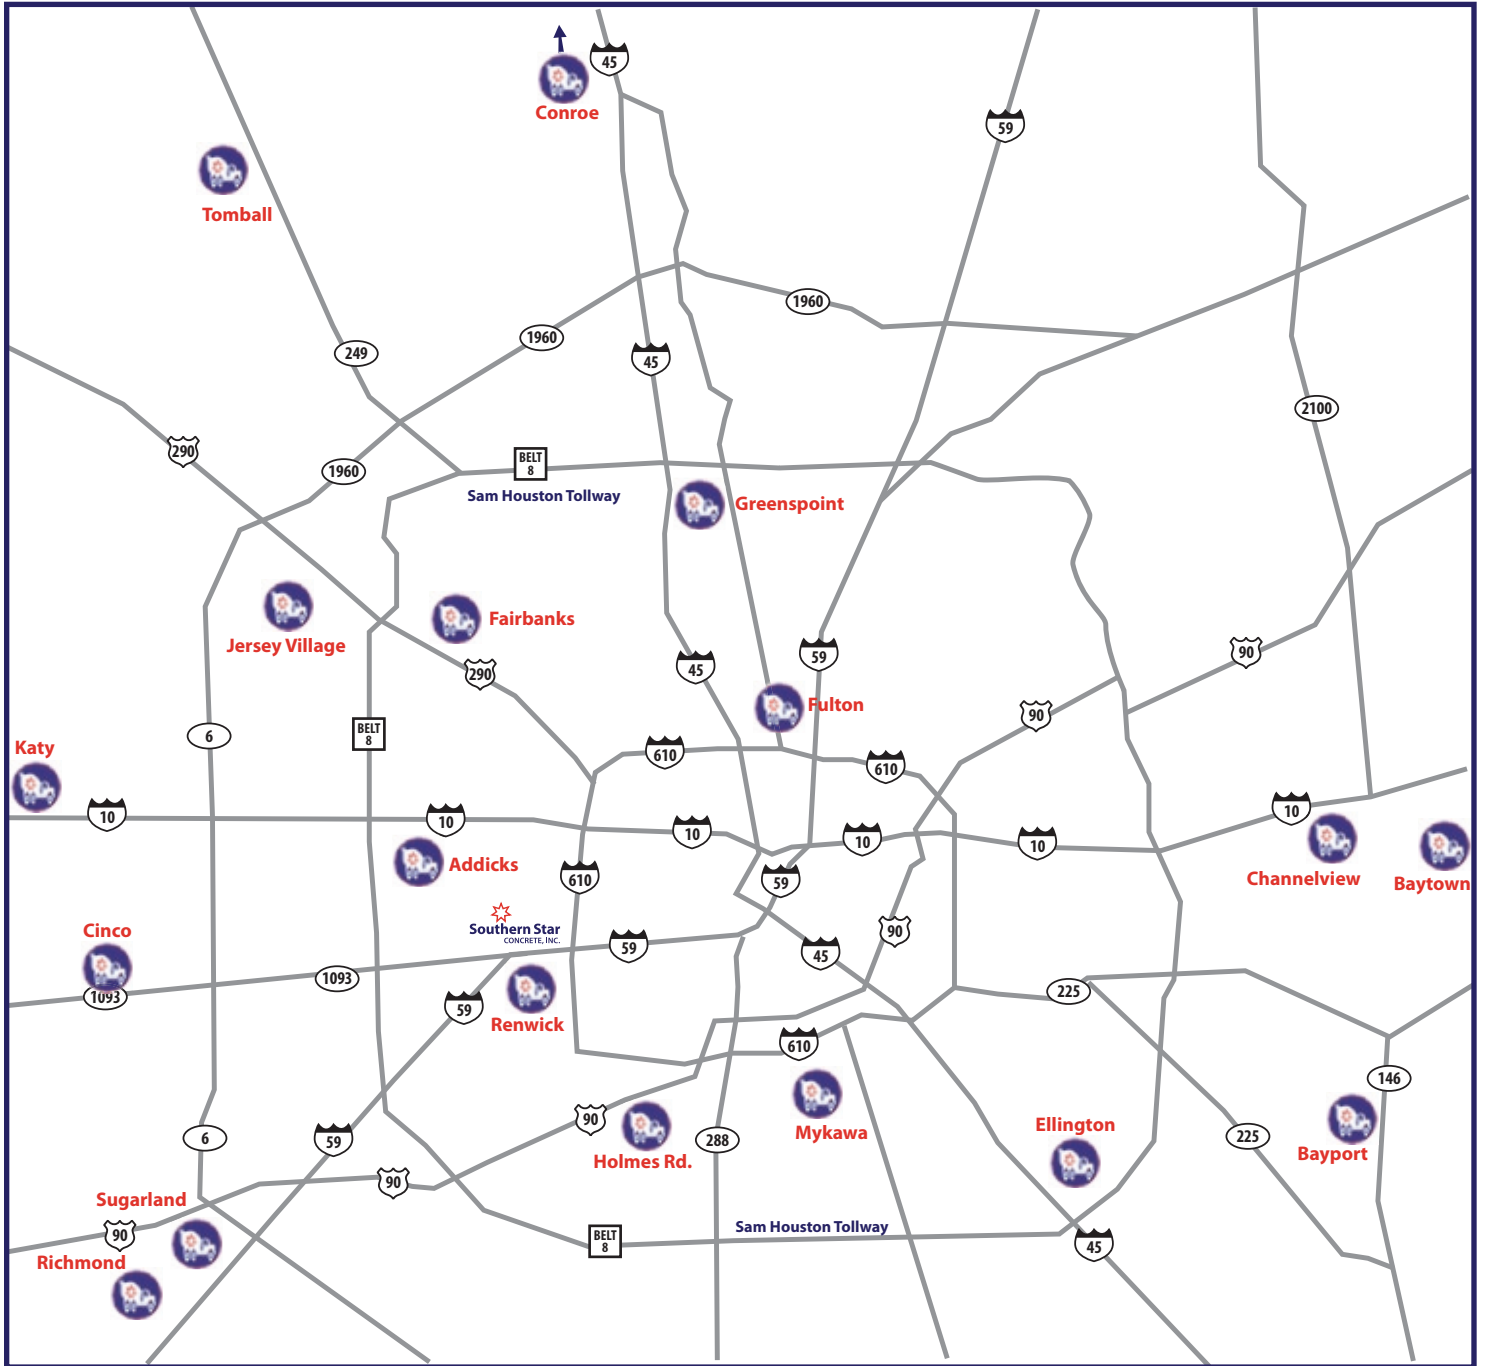 45
Conroe
59
Tomball
1960
1960
249
45
2100
290
1960
BELT
8
Sam Houston Tollway
Greenspoint
Fairbanks
Jersey Village
45
59
90
290
Fulton
90
6
BELT
8
Katy
610
610
10
10
10
10
10
10
Addicks
610
59
Channelview
Baytown
Southern Star
CONCRETE, INC.
Cinco
59
90
45
1093
1093
59
Renwick
225
610
146
90
Holmes Rd.
Mykawa
288
Ellington
225
Bayport
6
59
90
Sugarland
90
Richmond
BELT
8
Sam Houston Tollway
45